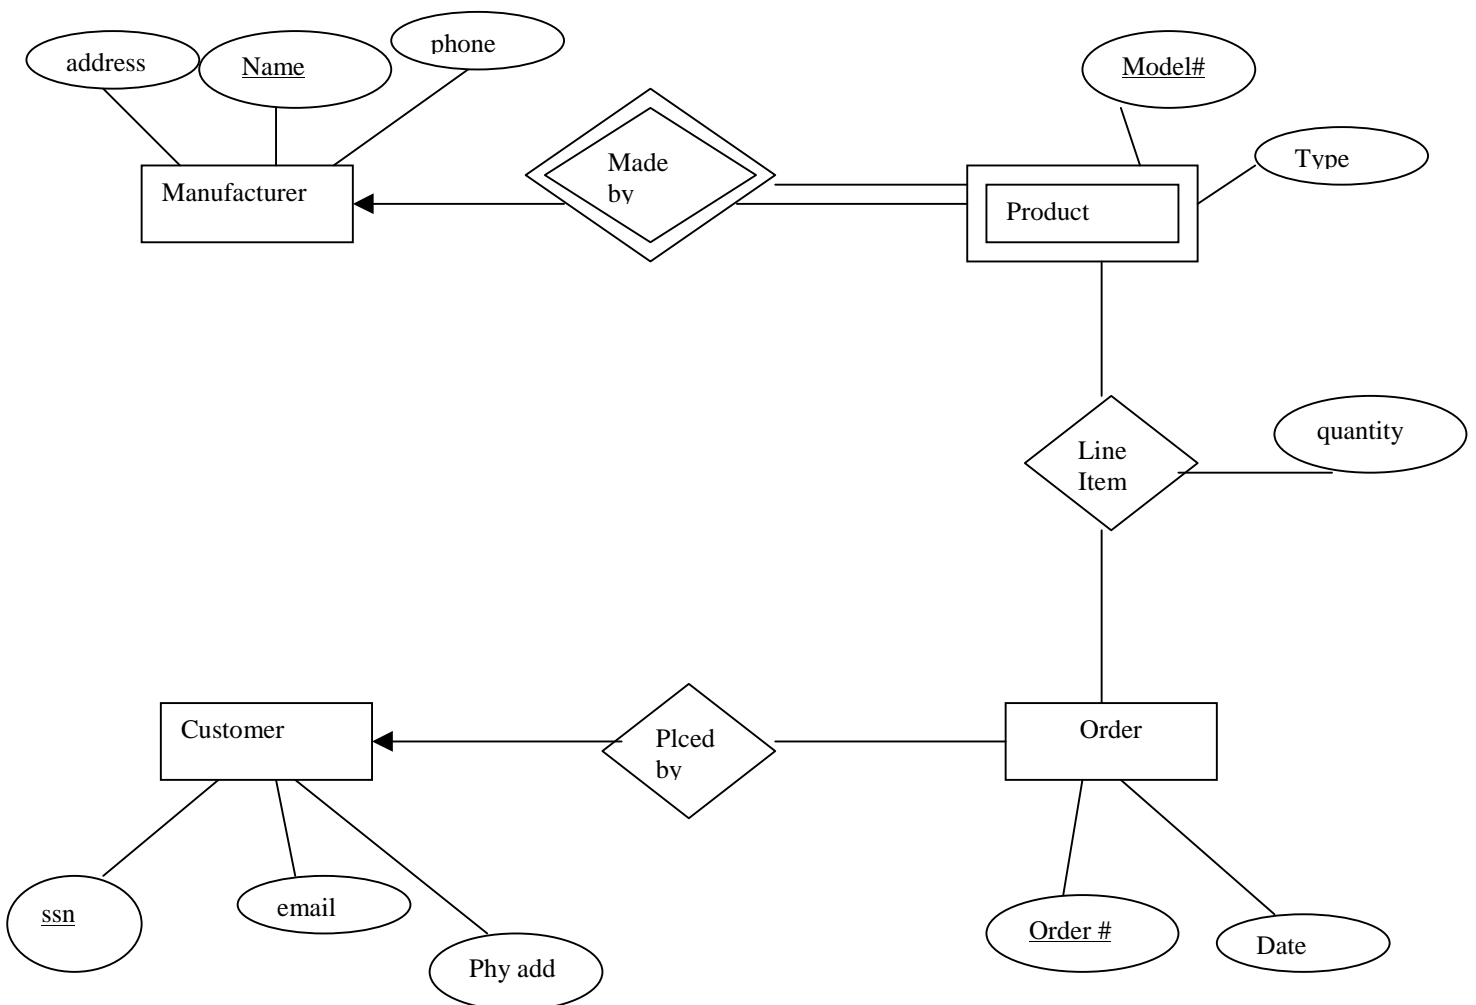 address
Name
phone
Model#
Type
Manufacturer
Made
by
Product
quantity
Line
Item
Customer
Plced
by
Order
ssn
email
Phy add
Order #
Date